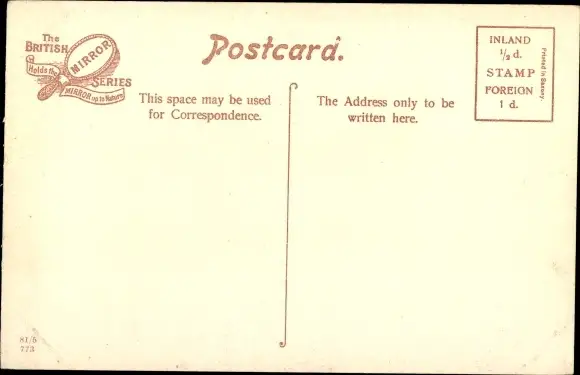 The
BRITISH
MIRROR
SERIES
Holds the
MIRROR up to Nature
Postcard.
This space may be used
for Correspondence.
The Address only to be
written here.
INLAND
½ d.
STAMP
FOREIGN
1 d.
Printed in Saxony
81/5
773